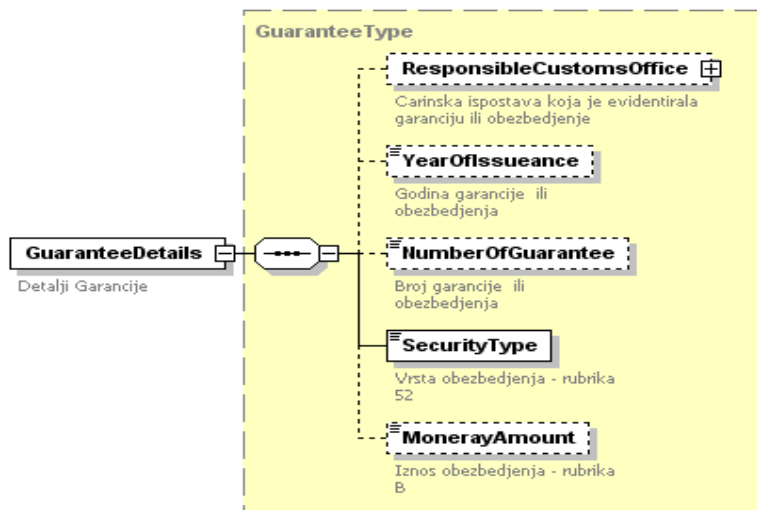 GuaranteeType
ResponsibleCustomsOffice
Carinska ispostava koja je evidentirala
garanciju ili obezbedjenje
YearOfIssueance
Godina garancije ili
obezbedjenja
GuaranteeDetails
Detalji Garancije
NumberOfGuarantee
Broj garancije ili
obezbedjenja
SecurityType
Vrsta obezbedjenja - rubrika
52
MonerayAmount
Iznos obezbedjenja - rubrika
B